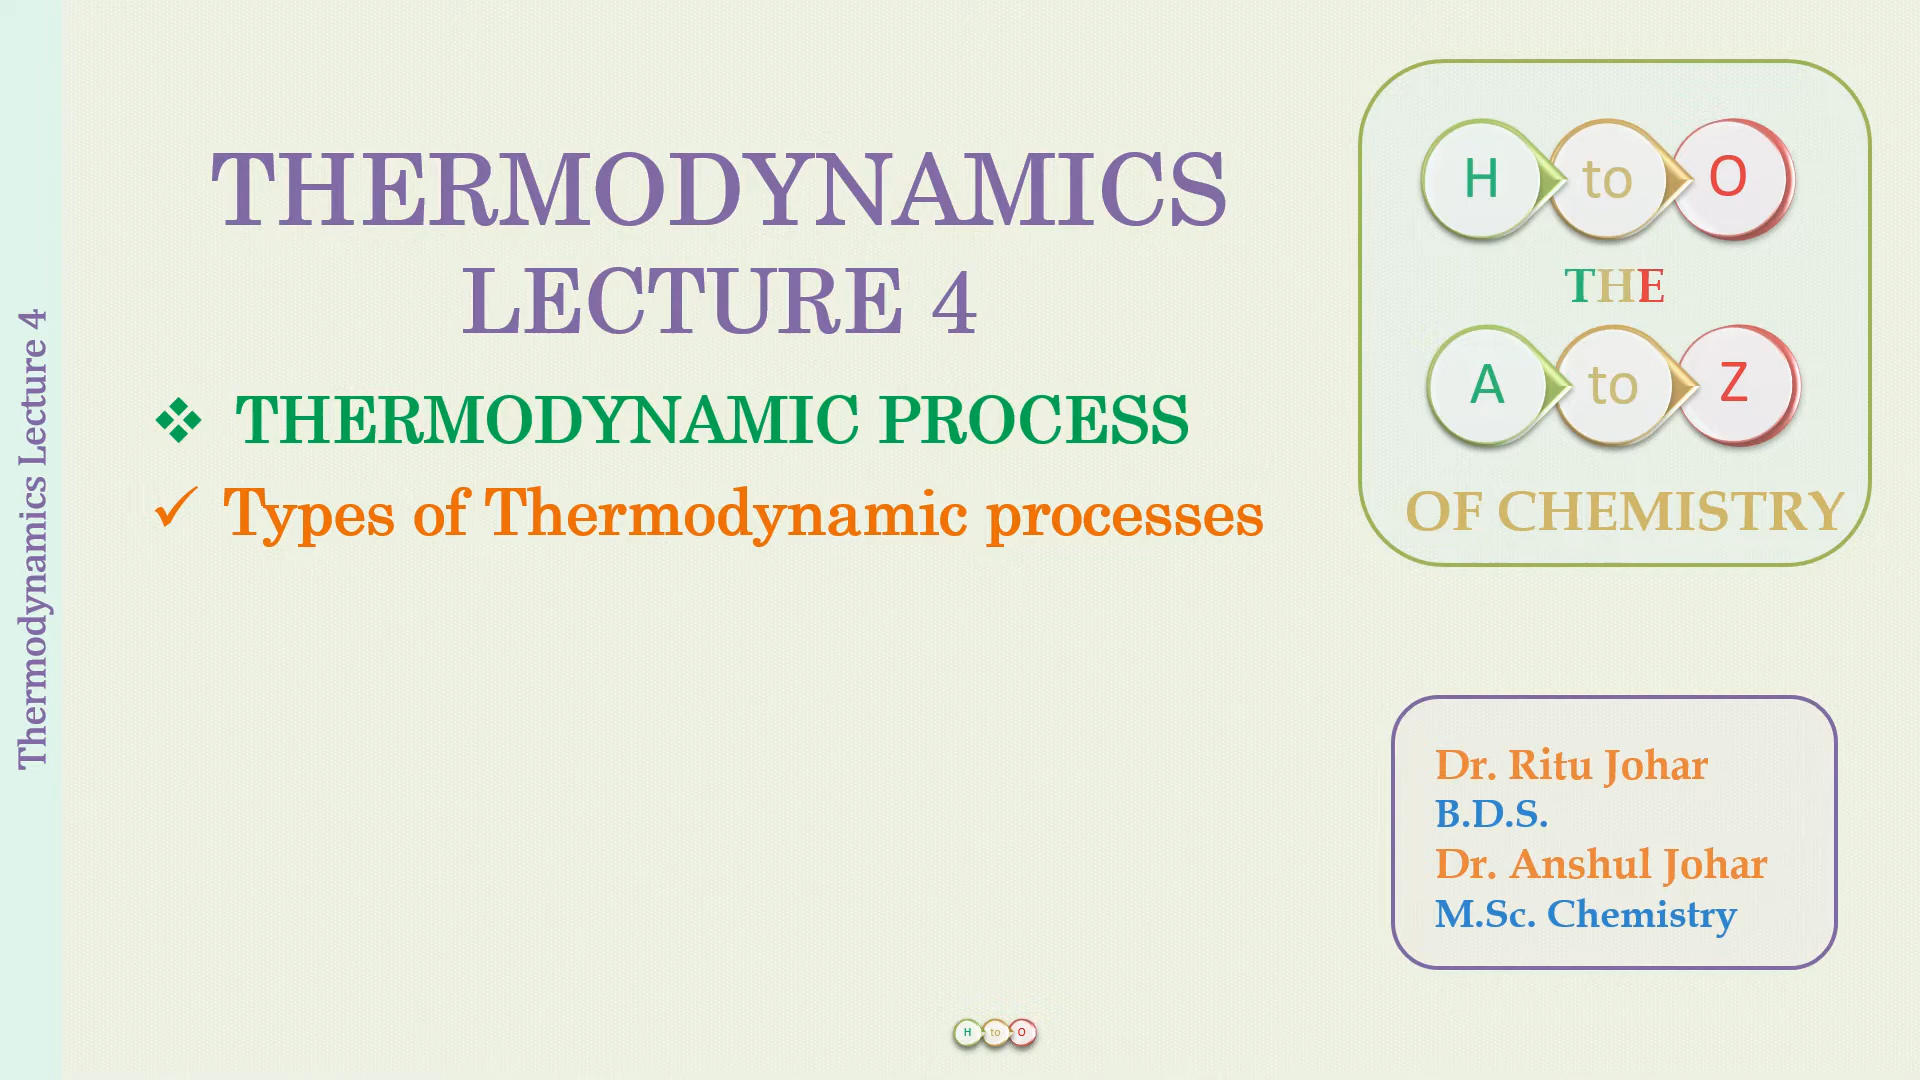 Thermodynamics Lecture 4
THERMODYNAMICS
LECTURE 4
❖ THERMODYNAMIC PROCESS
✓ Types of Thermodynamic processes
H to O
THE
A to Z
OF CHEMISTRY
Dr. Ritu Johar
B.D.S.
Dr. Anshul Johar
M.Sc. Chemistry
H to O